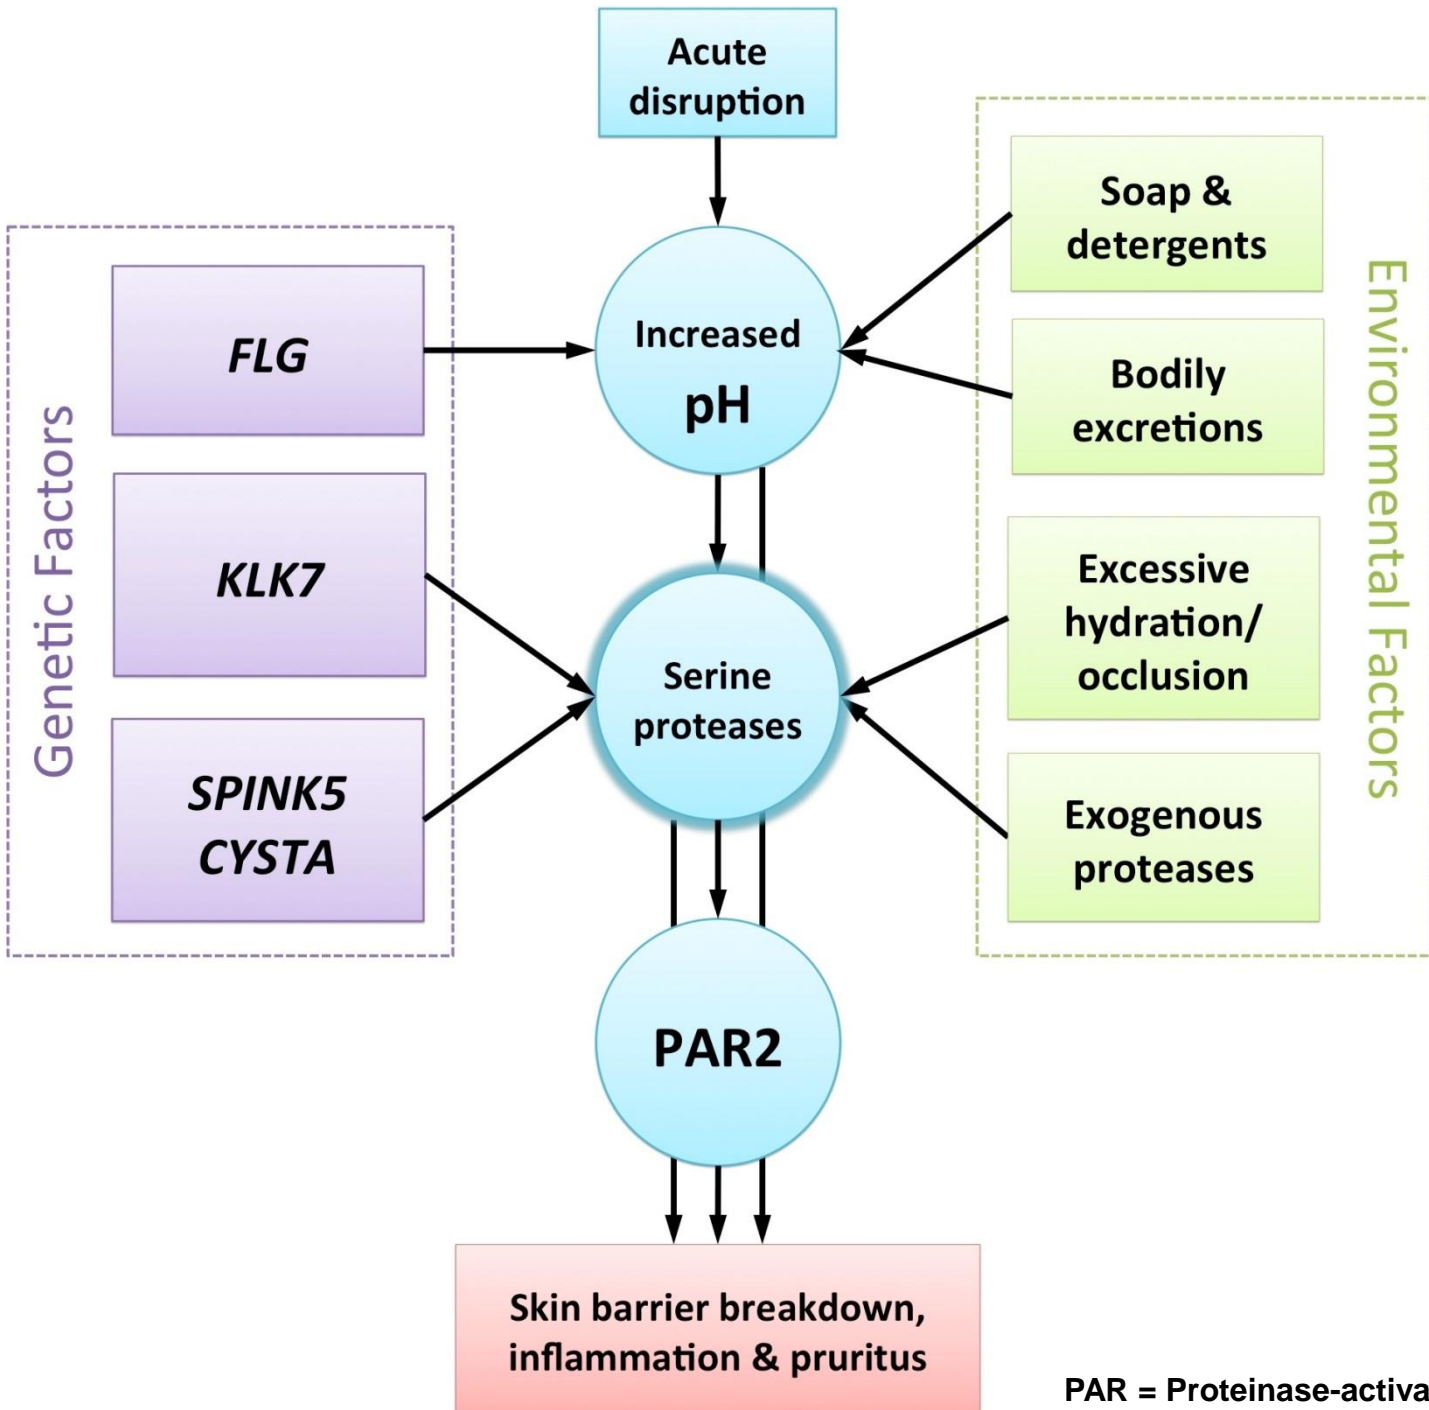 Acute
disruption
Genetic Factors
FLG
KLK7
SPINK5
CYSTA
Increased
pH
Serine
proteases
PAR2
Soap &
detergents
Bodily
excretions
Excessive
hydration/
occlusion
Exogenous
proteases
Environmental Factors
Skin barrier breakdown,
inflammation & pruritus
PAR = Proteinase-activa